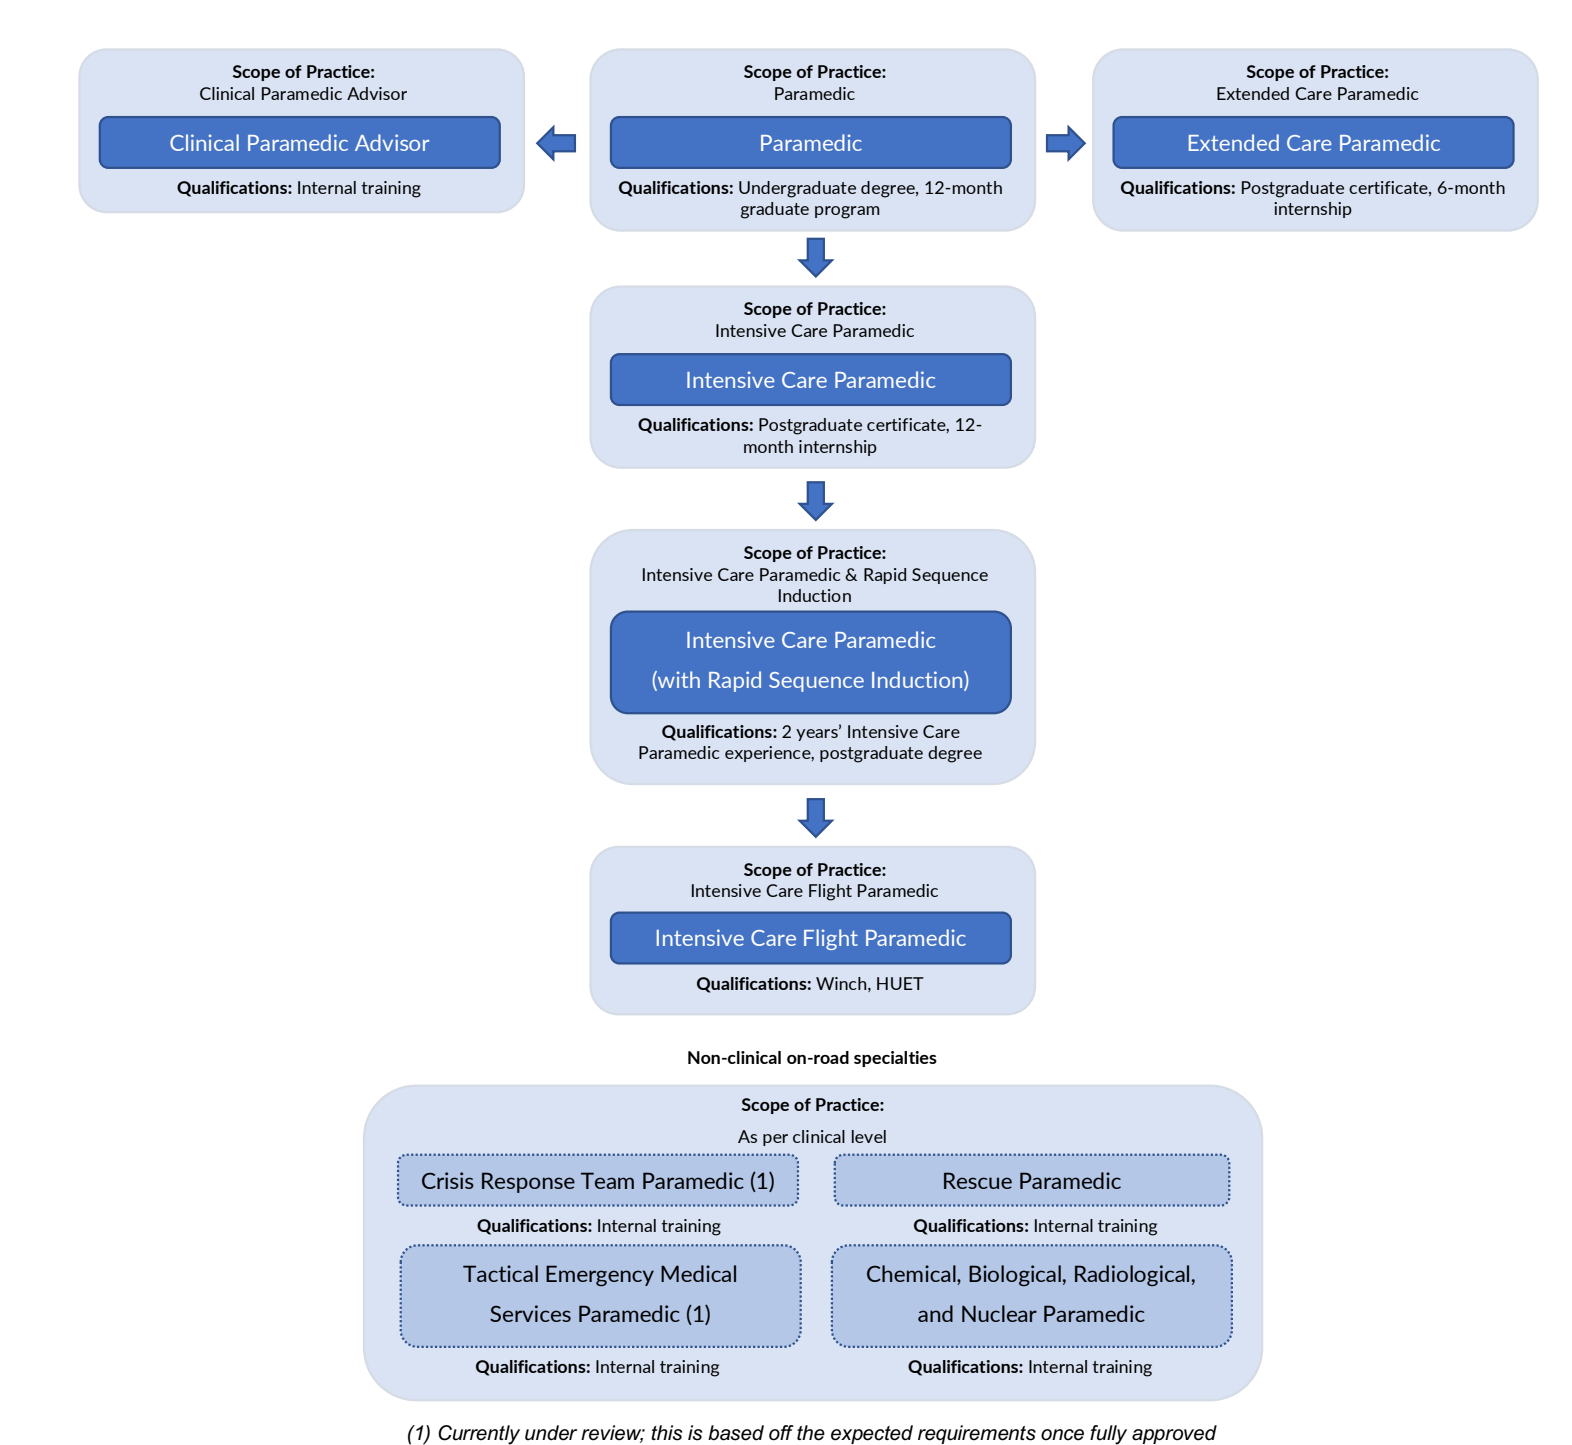 Scope of Practice:
Clinical Paramedic Advisor
Clinical Paramedic Advisor
Qualifications: Internal training
Scope of Practice:
Paramedic
Paramedic
Qualifications: Undergraduate degree, 12-month
graduate program
Scope of Practice:
Extended Care Paramedic
Extended Care Paramedic
Qualifications: Postgraduate certificate, 6-month
internship
Scope of Practice:
Intensive Care Paramedic
Intensive Care Paramedic
Qualifications: Postgraduate certificate, 12-
month internship
Scope of Practice:
Intensive Care Paramedic & Rapid Sequence
Induction
Intensive Care Paramedic
(with Rapid Sequence Induction)
Qualifications: 2 years’ Intensive Care
Paramedic experience, postgraduate degree
Scope of Practice:
Intensive Care Flight Paramedic
Intensive Care Flight Paramedic
Qualifications: Winch, HUET
Non-clinical on-road specialties
Scope of Practice:
As per clinical level
Crisis Response Team Paramedic (1)
Qualifications: Internal training
Rescue Paramedic
Qualifications: Internal training
Tactical Emergency Medical
Services Paramedic (1)
Qualifications: Internal training
Chemical, Biological, Radiological,
and Nuclear Paramedic
Qualifications: Internal training
(1) Currently under review; this is based off the expected requirements once fully approved